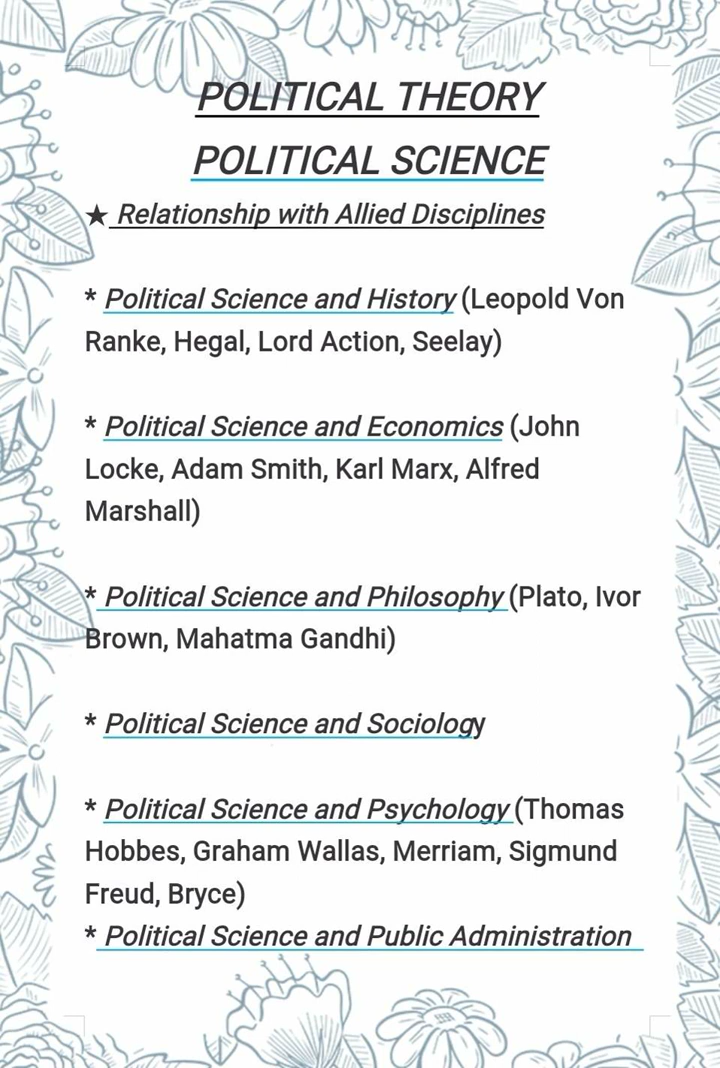 POLITICAL THEORY
POLITICAL SCIENCE
★ Relationship with Allied Disciplines
* Political Science and History (Leopold Von
Ranke, Hegal, Lord Action, Seelay)
* Political Science and Economics (John
Locke, Adam Smith, Karl Marx, Alfred
Marshall)
* Political Science and Philosophy (Plato, Ivor
Brown, Mahatma Gandhi)
* Political Science and Sociology
* Political Science and Psychology (Thomas
Hobbes, Graham Wallas, Merriam, Sigmund
Freud, Bryce)
* Political Science and Public Administration